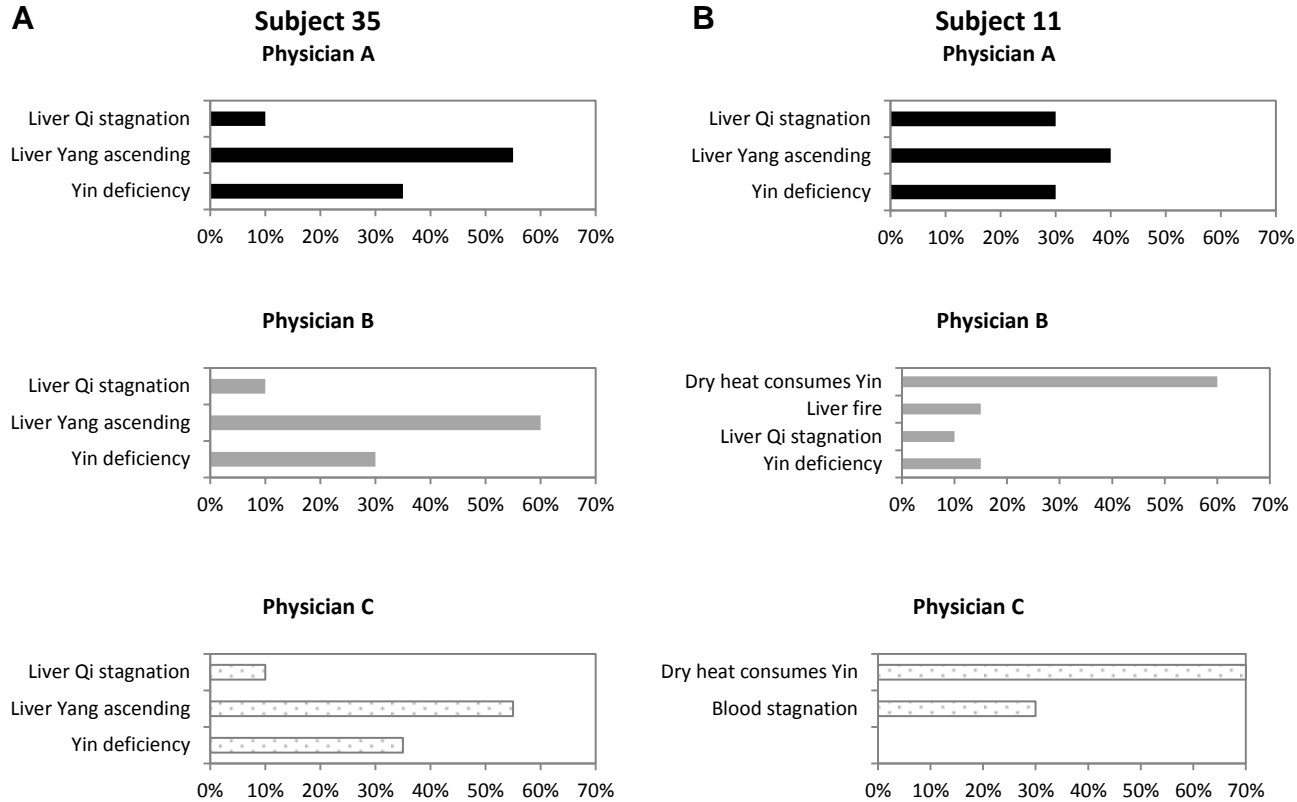 A
Subject 35
Physician A
Liver Qi stagnation
Liver Yang ascending
Yin deficiency
0% 10% 20% 30% 40% 50% 60% 70%
Physician B
Liver Qi stagnation
Liver Yang ascending
Yin deficiency
0% 10% 20% 30% 40% 50% 60% 70%
Physician C
Liver Qi stagnation
Liver Yang ascending
Yin deficiency
0% 10% 20% 30% 40% 50% 60% 70%
B
Subject 11
Physician A
Liver Qi stagnation
Liver Yang ascending
Yin deficiency
0% 10% 20% 30% 40% 50% 60% 70%
Physician B
Dry heat consumes Yin
Liver fire
Liver Qi stagnation
Yin deficiency
0% 10% 20% 30% 40% 50% 60% 70%
Physician C
Dry heat consumes Yin
Blood stagnation
0% 10% 20% 30% 40% 50% 60% 70%